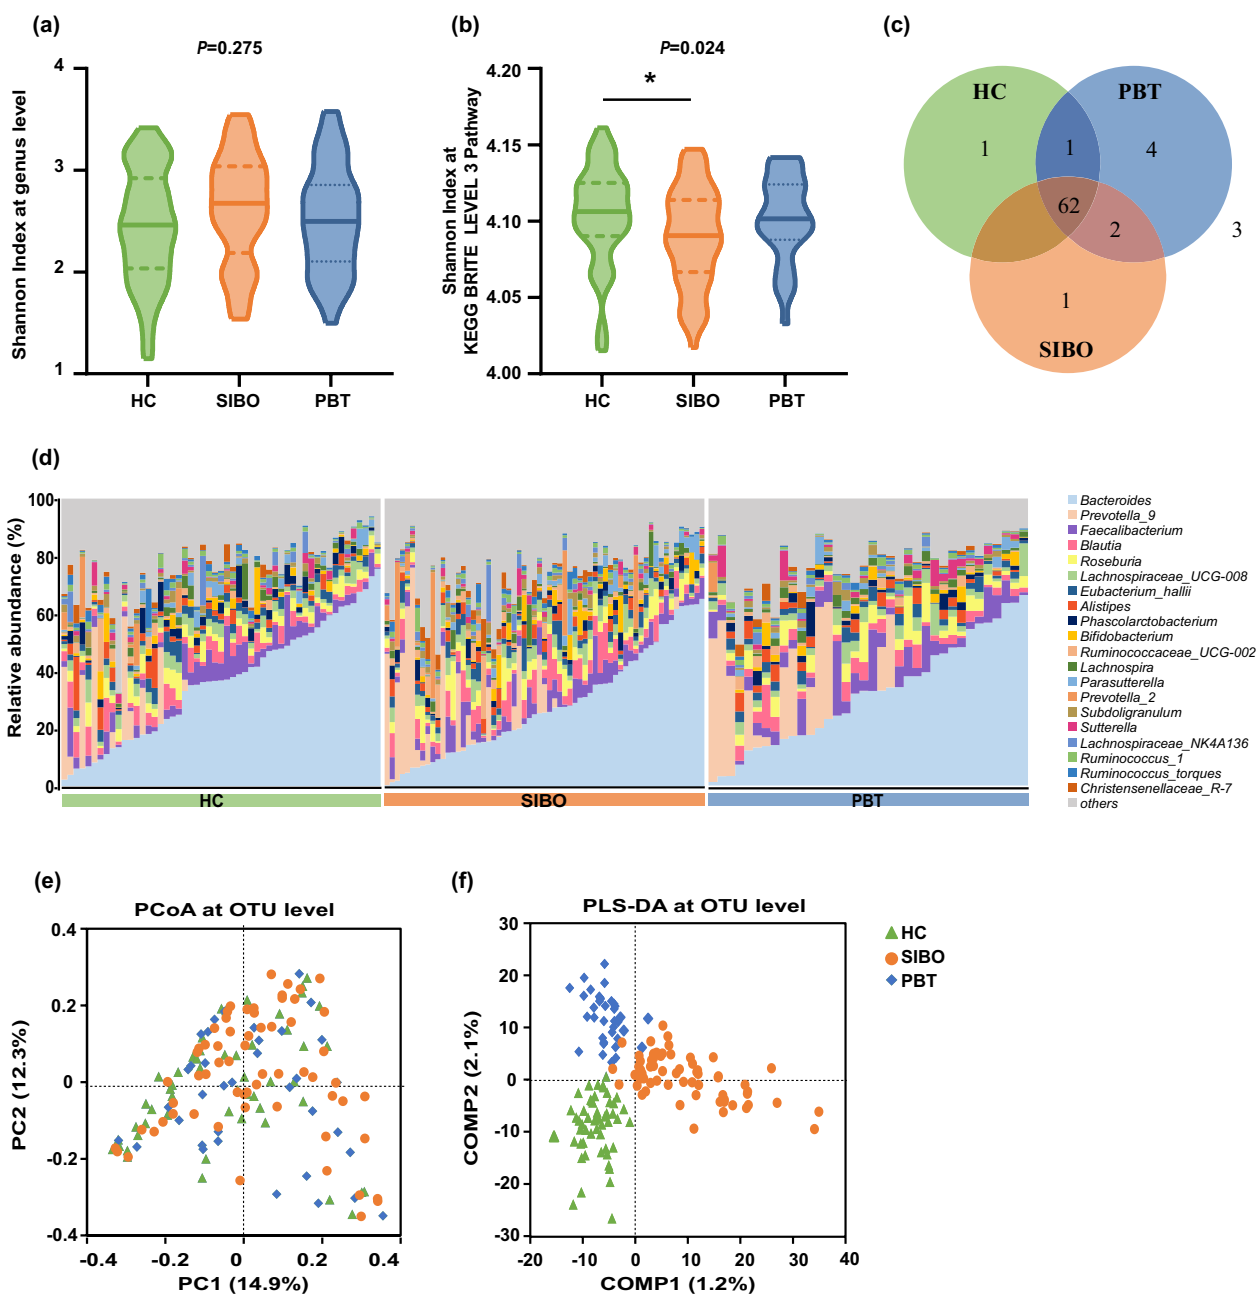 (a)
P=0.275
Shannon Index at genus level
4
3
2
1
HC
SIBO
PBT
(b)
P=0.024
*
Shannon Index at
KEGG BRITE LEVEL 3 Pathway
4.20
4.15
4.10
4.05
4.00
HC
SIBO
PBT
(c)
HC
PBT
1
1
4
62
2
3
1
SIBO
(d)
Relative abundance (%)
100
80
60
40
20
0
HC
SIBO
PBT
Bacteroides
Prevotella_9
Faecalibacterium
Blautia
Roseburia
Lachnospiraceae_UCG-008
Eubacterium_hallii
Alistipes
Phascolarctobacterium
Bifidobacterium
Ruminococcaceae_UCG-002
Lachnospira
Parasutterella
Prevotella_2
Subdoligranulum
Sutterella
Lachnospiraceae_NK4A136
Ruminococcus_1
Ruminococcus_torques
Christensenellaceae_R-7
others
(e)
PCoA at OTU level
PC2 (12.3%)
0.4
0.2
0
-0.2
-0.4
-0.4
-0.2
0
0.2
0.4
PC1 (14.9%)
(f)
PLS-DA at OTU level
COMP2 (2.1%)
30
20
10
0
-10
-20
-30
-20
-10
0
10
20
30
40
COMP1 (1.2%)
HC
SIBO
PBT